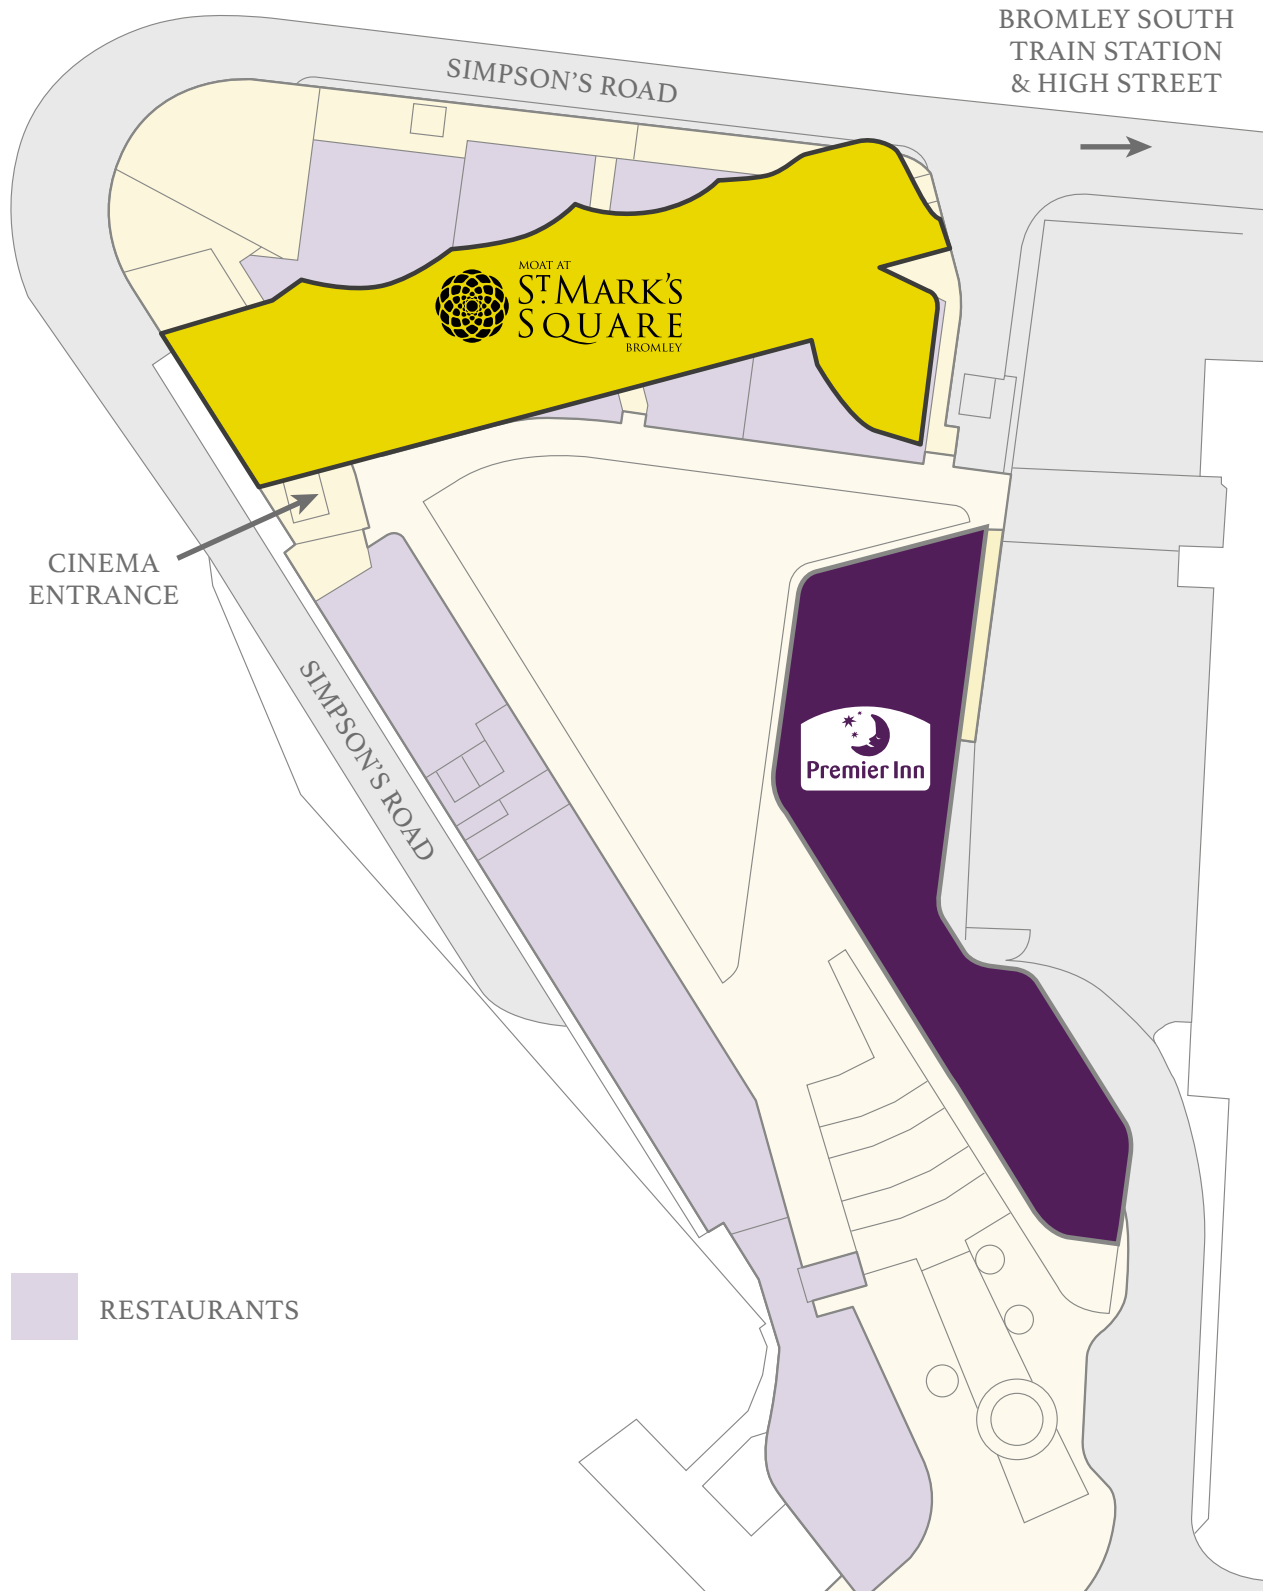 BROMLEY SOUTH
TRAIN STATION
& HIGH STREET
SIMPSON'S ROAD
MOAT AT
ST. MARK'S
SQUARE
BROMLEY
CINEMA
ENTRANCE
SIMPSON'S ROAD
Premier Inn
RESTAURANTS